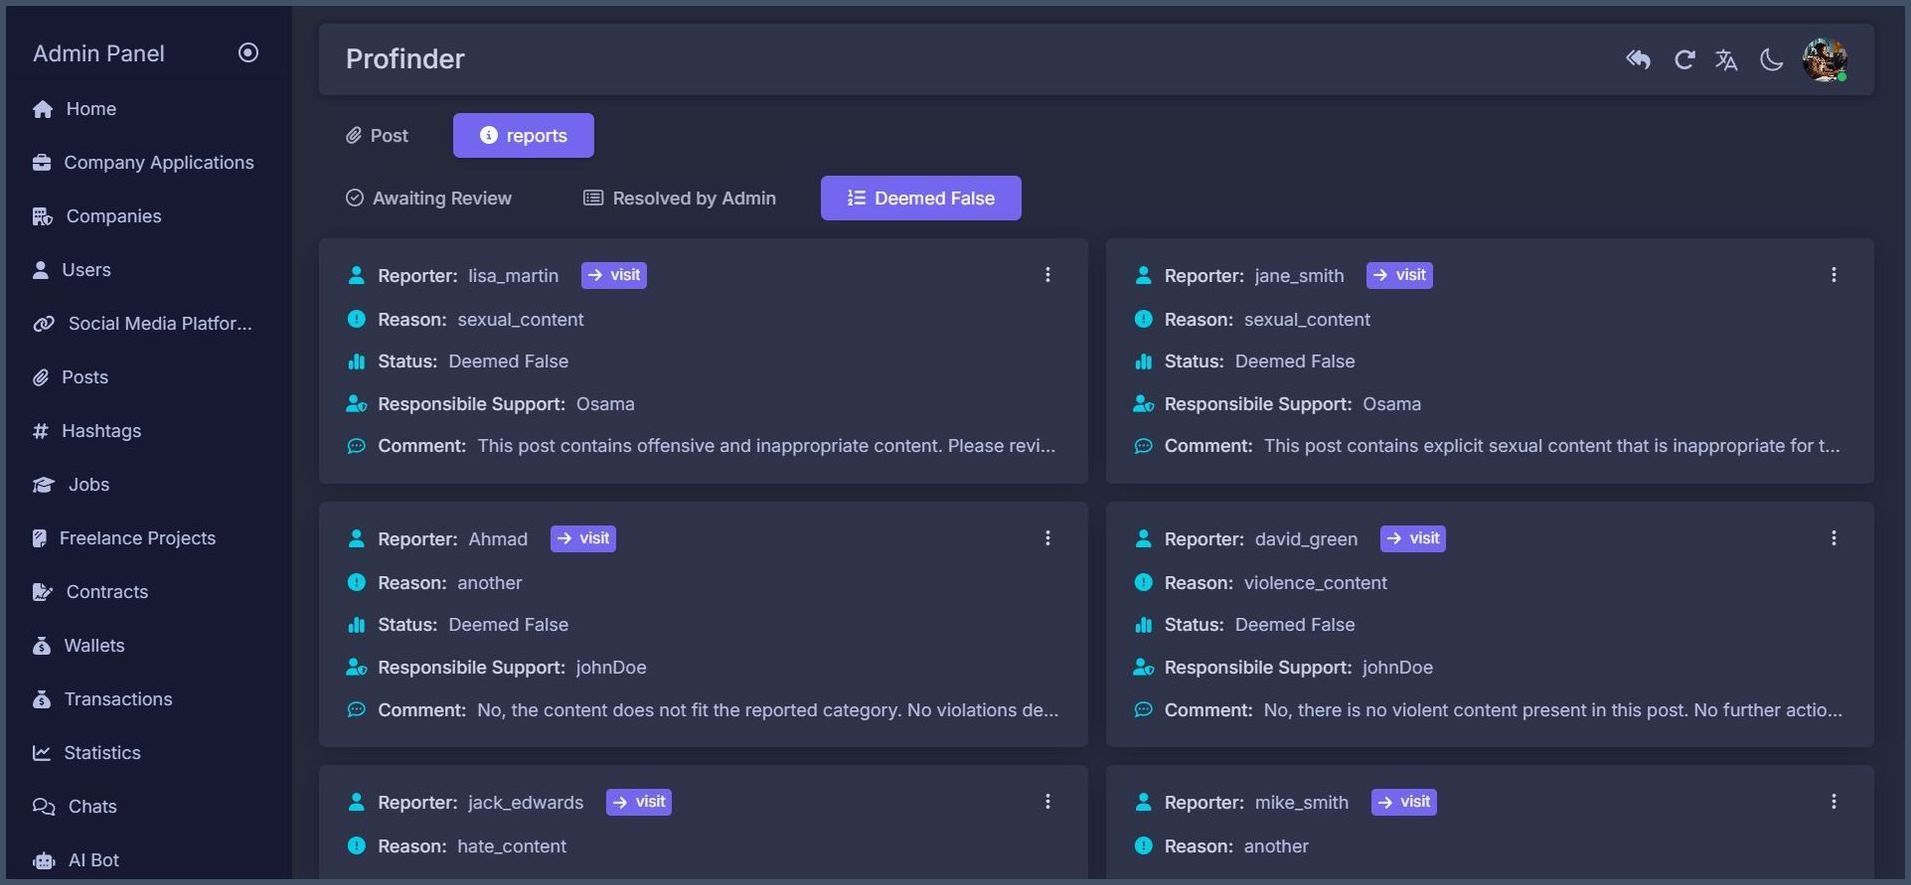 Admin Panel
Home
Company Applications
Companies
Users
Social Media Platfor...
Posts
Hashtags
Jobs
Freelance Projects
Contracts
Wallets
Transactions
Statistics
Chats
AI Bot
Profinder
Post
reports
Awaiting Review
Resolved by Admin
Deemed False
Reporter: lisa_martin visit
Reason: sexual_content
Status: Deemed False
Responsibile Support: Osama
Comment: This post contains offensive and inappropriate content. Please revi...
Reporter: jane_smith visit
Reason: sexual_content
Status: Deemed False
Responsibile Support: Osama
Comment: This post contains explicit sexual content that is inappropriate for t...
Reporter: Ahmad visit
Reason: another
Status: Deemed False
Responsibile Support: johnDoe
Comment: No, the content does not fit the reported category. No violations de...
Reporter: david_green visit
Reason: violence_content
Status: Deemed False
Responsibile Support: johnDoe
Comment: No, there is no violent content present in this post. No further actio...
Reporter: jack_edwards visit
Reason: hate_content
Reporter: mike_smith visit
Reason: another